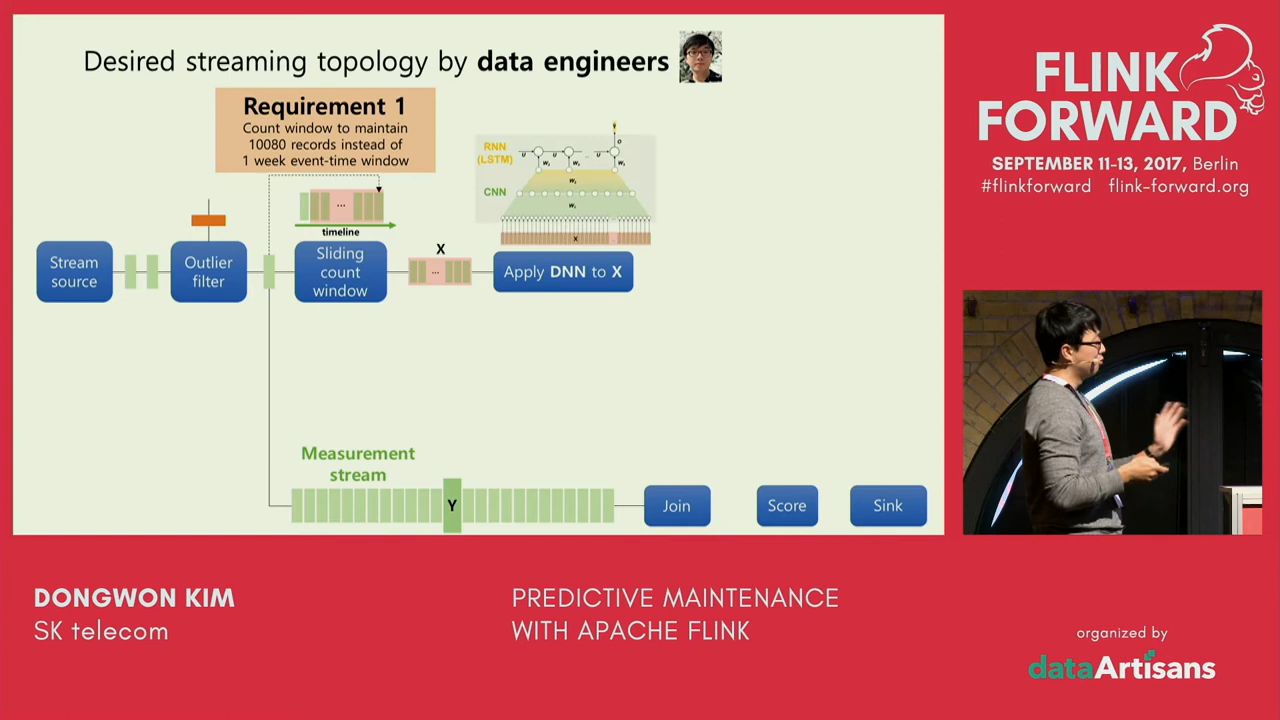 Desired streaming topology by data engineers
Requirement 1
Count window to maintain
10080 records instead of
1 week event-time window
RNN
(LSTM)
CNN
...
timeline
Stream
source
Outlier
filter
Sliding
count
window
X
...
Apply DNN to X
Measurement
stream
Y
Join
Score
Sink
FLINK
FORWARD
SEPTEMBER 11-13, 2017, Berlin
#flinkforward flink-forward.org
DONGWON KIM
SK telecom
PREDICTIVE MAINTENANCE
WITH APACHE FLINK
organized by
dataArtisans